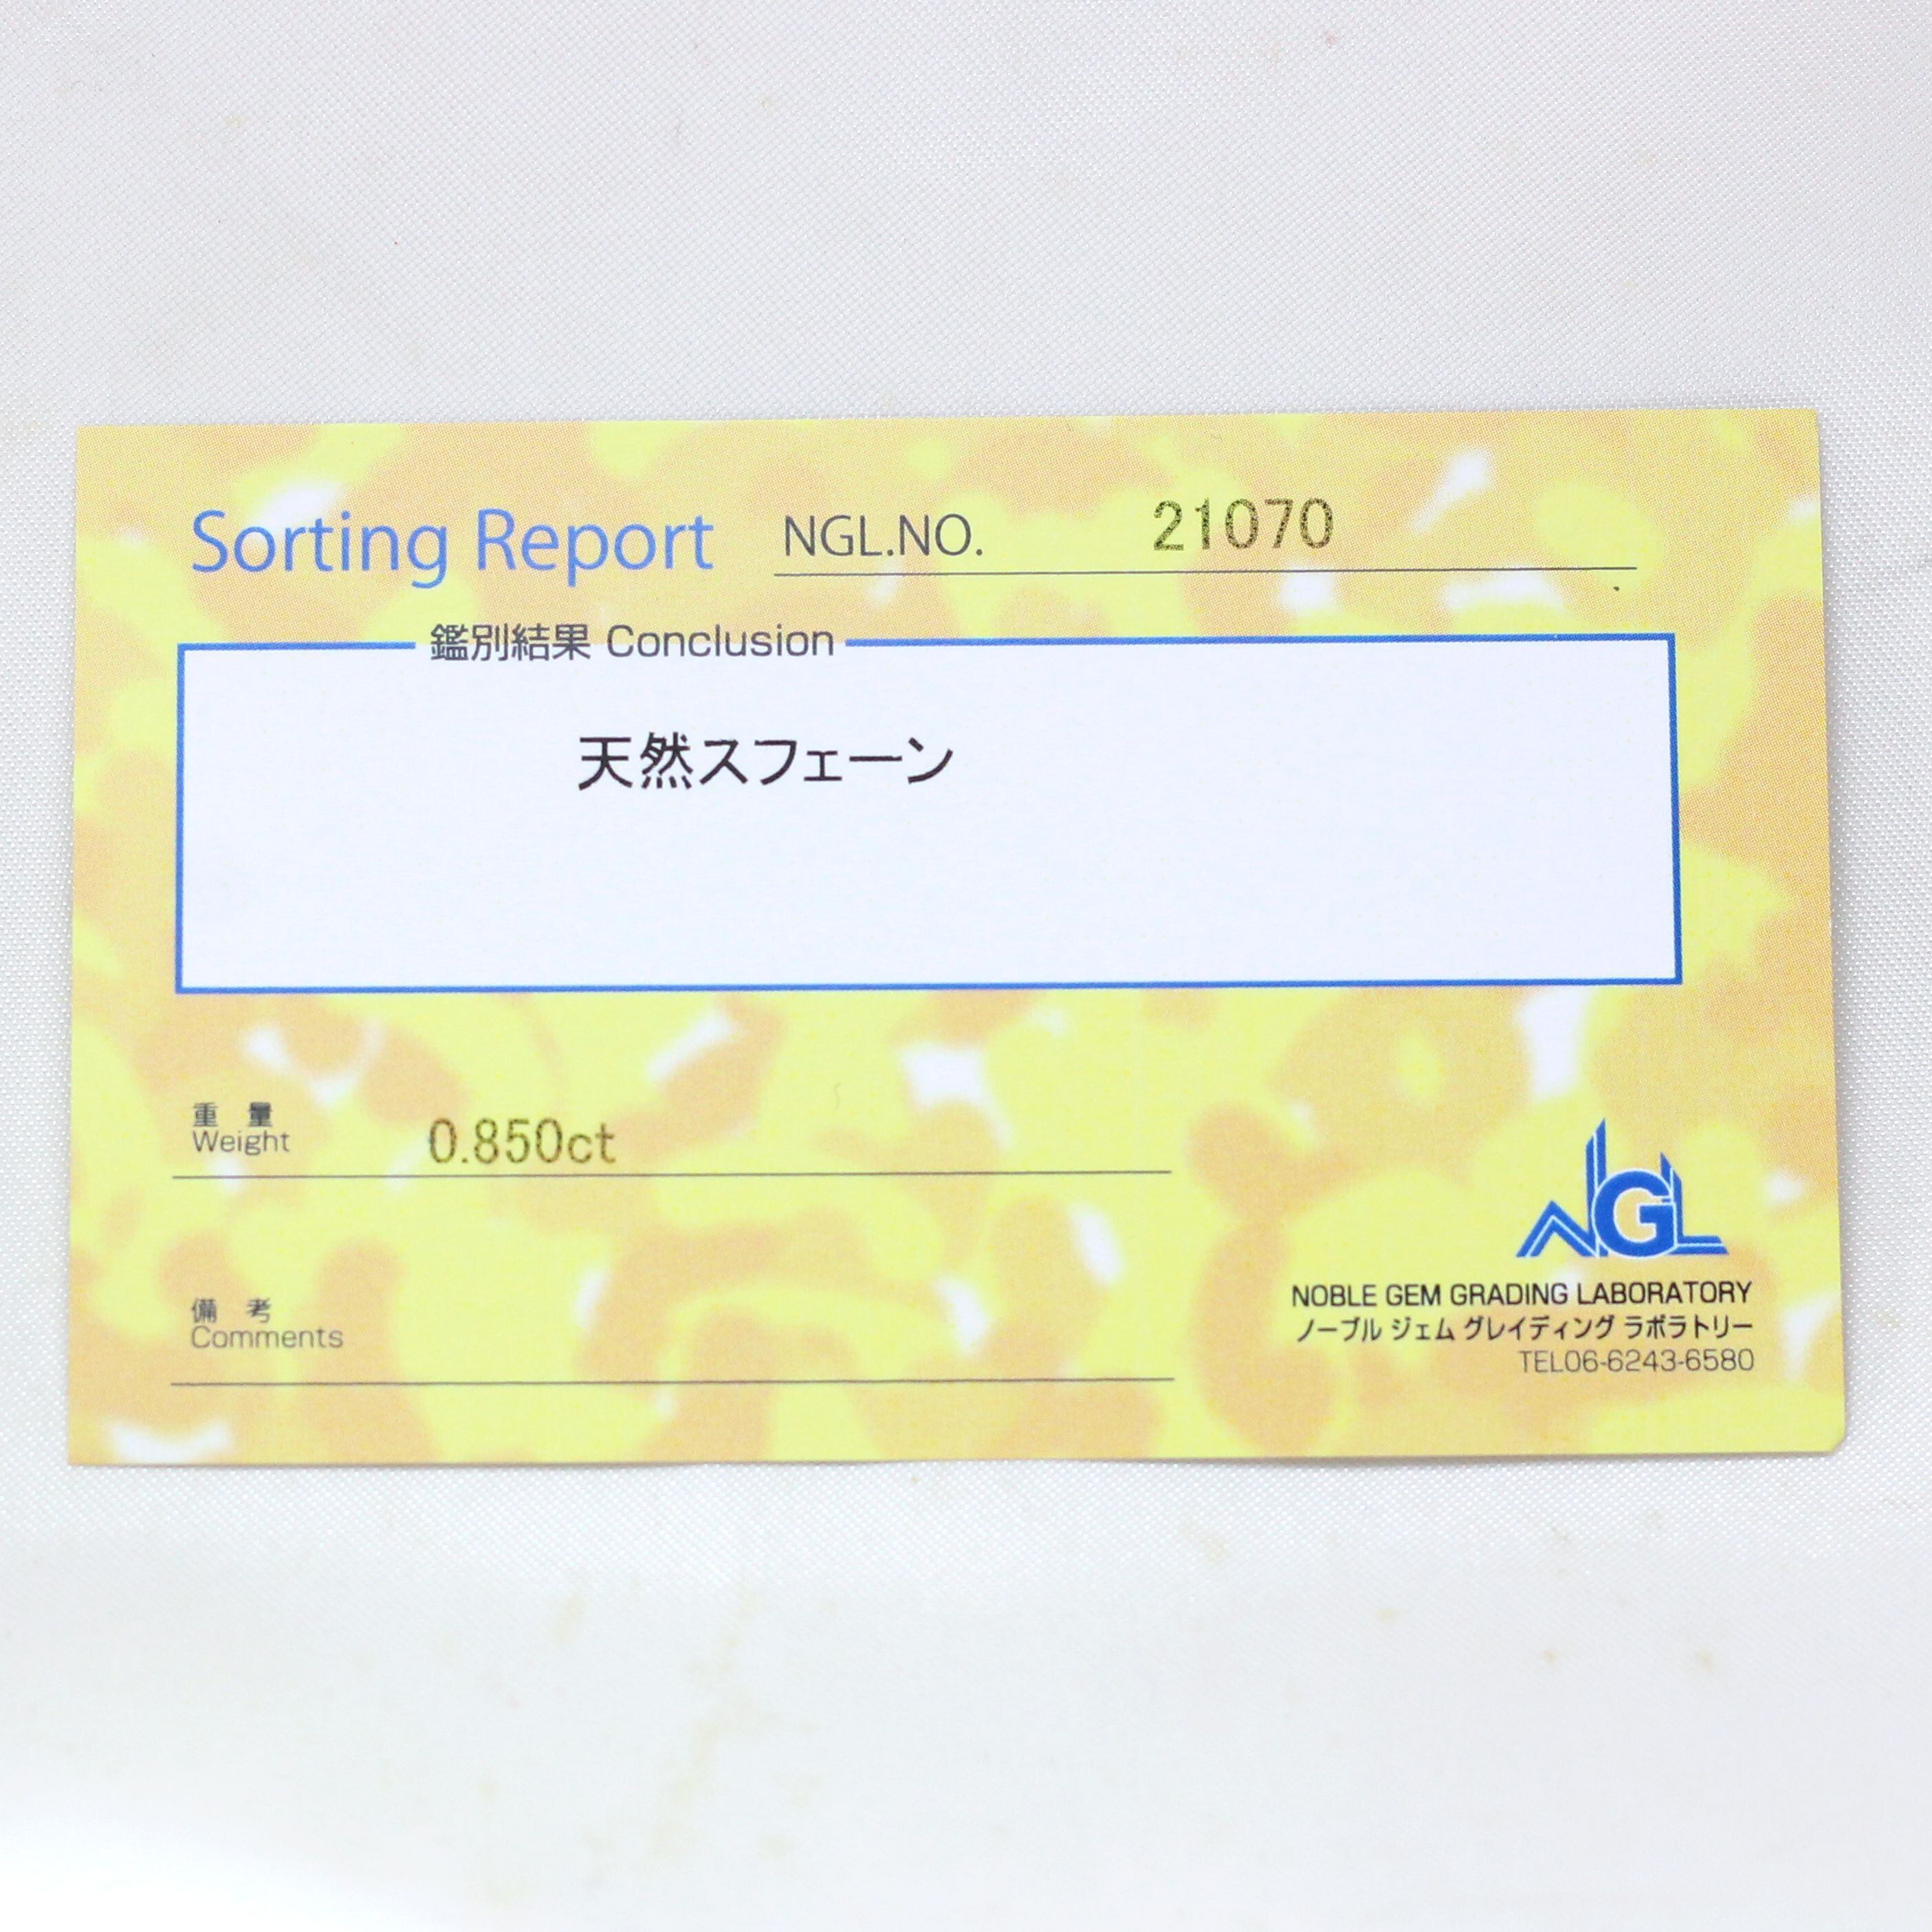 Sorting Report NGL.NO. 21070
鑑別結果 Conclusion
天然スフェーン
重 量
Weight 0.850ct
NGL
備 考
Comments
NOBLE GEM GRADING LABORATORY
ノーブル ジェム グレイディング ラボラトリー
TEL06-6243-6580